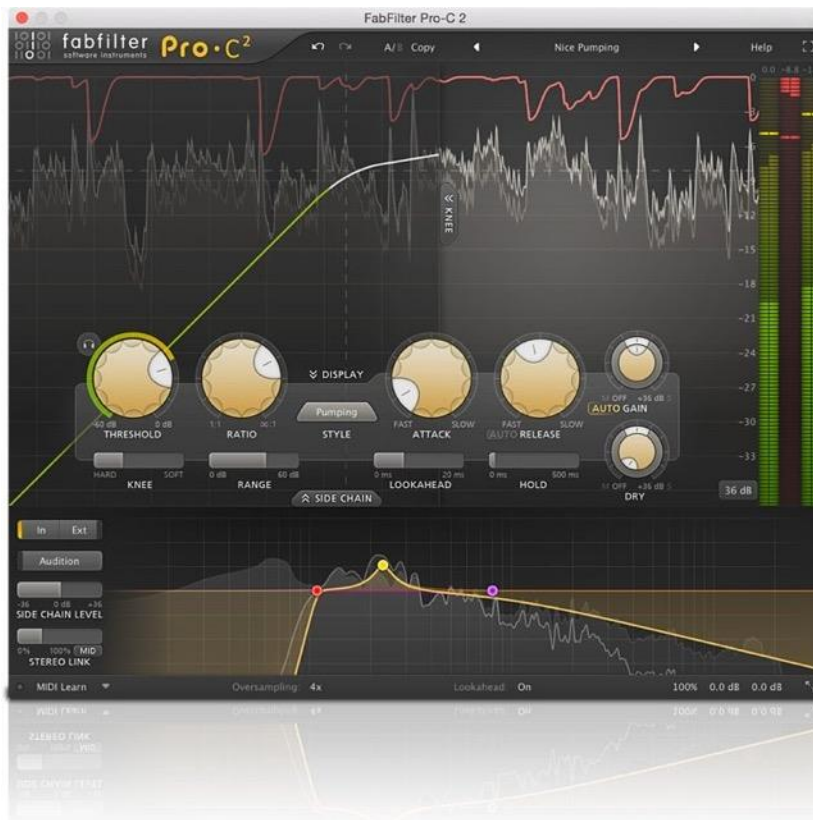 FabFilter Pro-C 2
fabfilter
software instruments
Pro·C²
A/B Copy
Nice Pumping
Help
0.0 -8.8
0
-3
-6
-9
-12
-15
-18
-21
-24
-27
-30
-33
KNEE
DISPLAY
-60 dB 0 dB
THRESHOLD
1:1 ∞:1
RATIO
Pumping
STYLE
FAST SLOW
ATTACK
FAST SLOW
AUTO RELEASE
OFF +36 dB S
AUTO GAIN
HARD SOFT
KNEE
0 dB 60 dB
RANGE
0 ms 20 ms
LOOKAHEAD
0 ms 500 ms
HOLD
OFF +36 dB S
DRY
36 dB
SIDE CHAIN
In Ext
Audition
-36 0 dB +36
SIDE CHAIN LEVEL
0% 100% MID
STEREO LINK
MIDI Learn
Oversampling: 4x
Lookahead: On
100% 0.0 dB 0.0 dB